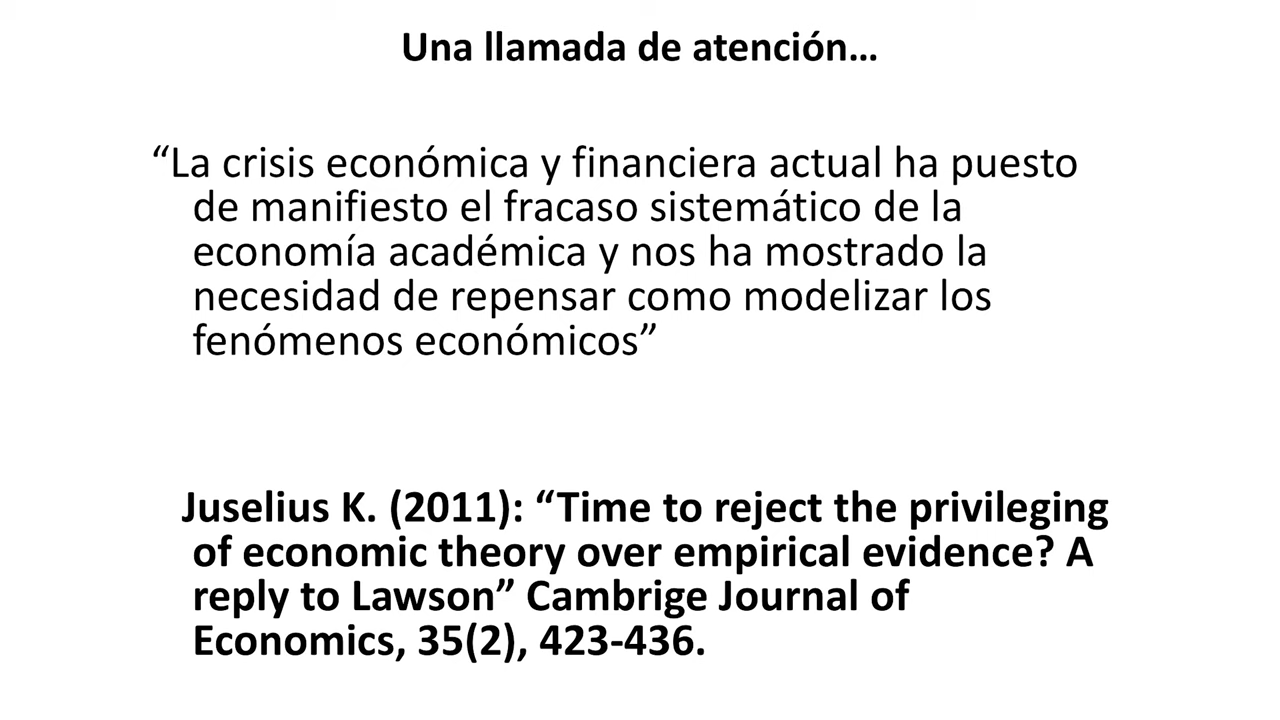 Una llamada de atención…
“La crisis económica y financiera actual ha puesto
de manifiesto el fracaso sistemático de la
economía académica y nos ha mostrado la
necesidad de repensar como modelizar los
fenómenos económicos”
Juselius K. (2011): “Time to reject the privileging
of economic theory over empirical evidence? A
reply to Lawson” Cambrige Journal of
Economics, 35(2), 423-436.